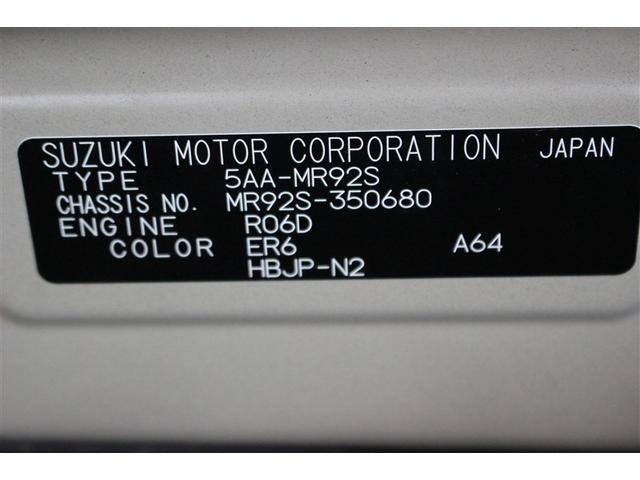 SUZUKI MOTOR CORPORATION JAPAN
TYPE 5AA-MR92S
CHASSIS NO. MR92S-350680
ENGINE R06D
COLOR ER6 A64
HBJP-N2